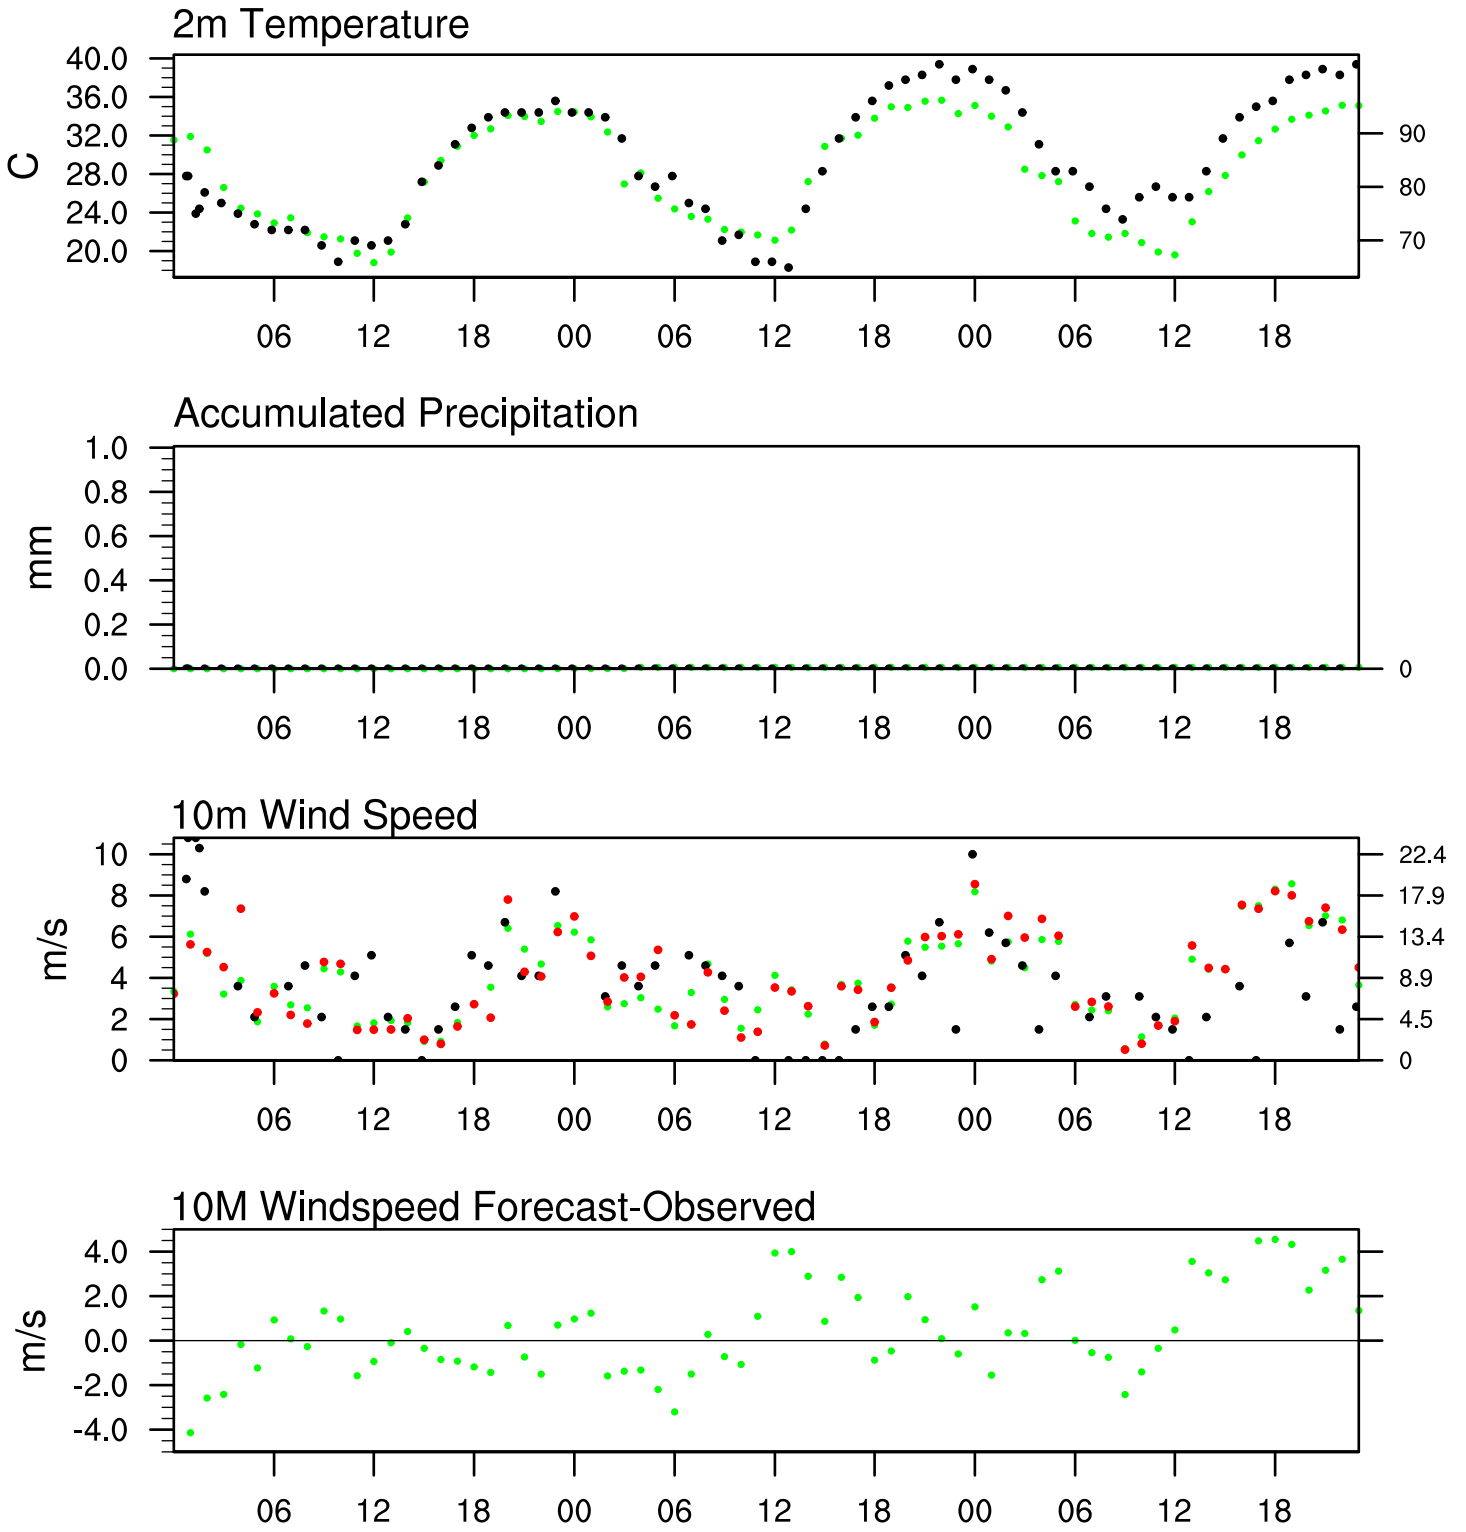 2m Temperature
40.0
36.0
32.0
28.0
24.0
20.0
C
90
80
70
06 12 18 00 06 12 18 00 06 12 18
Accumulated Precipitation
1.0
0.8
0.6
0.4
0.2
0.0
mm
0
06 12 18 00 06 12 18 00 06 12 18
10m Wind Speed
10
8
6
4
2
0
m/s
22.4
17.9
13.4
8.9
4.5
0
06 12 18 00 06 12 18 00 06 12 18
10M Windspeed Forecast-Observed
4.0
2.0
0.0
-2.0
-4.0
m/s
06 12 18 00 06 12 18 00 06 12 18